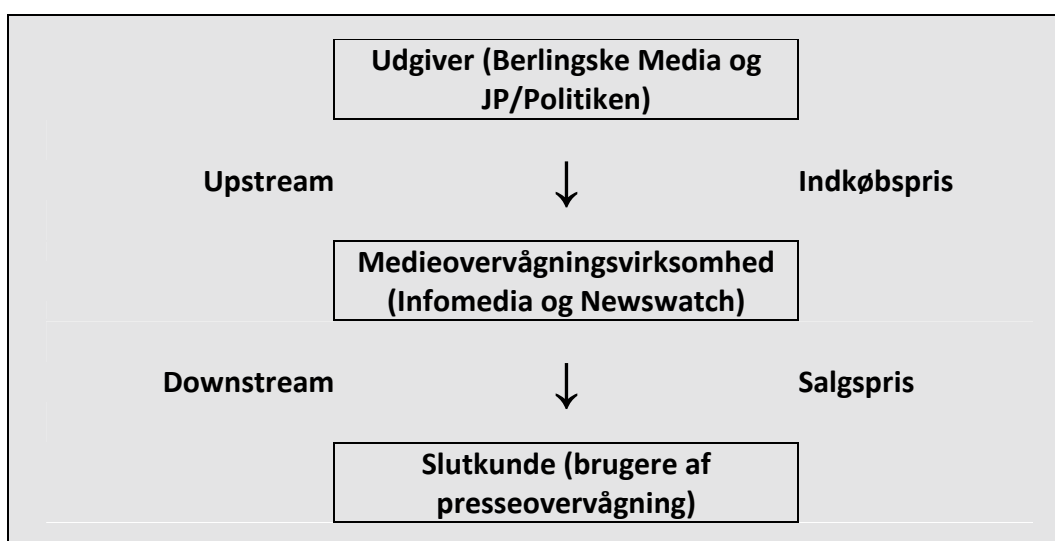 Udgiver (Berlingske Media og
JP/Politiken)
Upstream
Indkøbspris
Medieovervågningsvirksomhed
(Infomedia og Newswatch)
Downstream
Salgspris
Slutkunde (brugere af
presseovervågning)